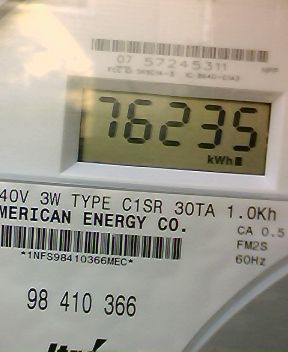 07 57245311
76235
kWh
40V 3W TYPE C1SR 30TA 1.0Kh
MERICAN ENERGY CO.
CA 0.5
FM2S
60Hz
*1NFS98410366MEC*
98 410 366